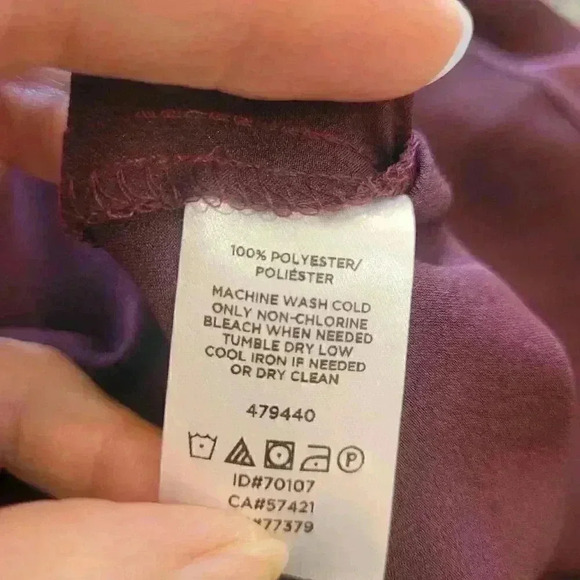 100% POLYESTER/
POLIÉSTER
MACHINE WASH COLD
ONLY NON-CHLORINE
BLEACH WHEN NEEDED
TUMBLE DRY LOW
COOL IRON IF NEEDED
OR DRY CLEAN
479440
P
ID#70107
CA#57421
#77379